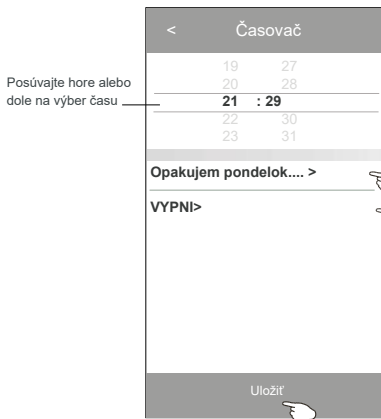 < Časovač
19 27
20 28
Posúvajte hore alebo
dole na výber času
21 : 29
22 30
23 31
Opakujem pondelok.... >
VYPNI>
Uložiť